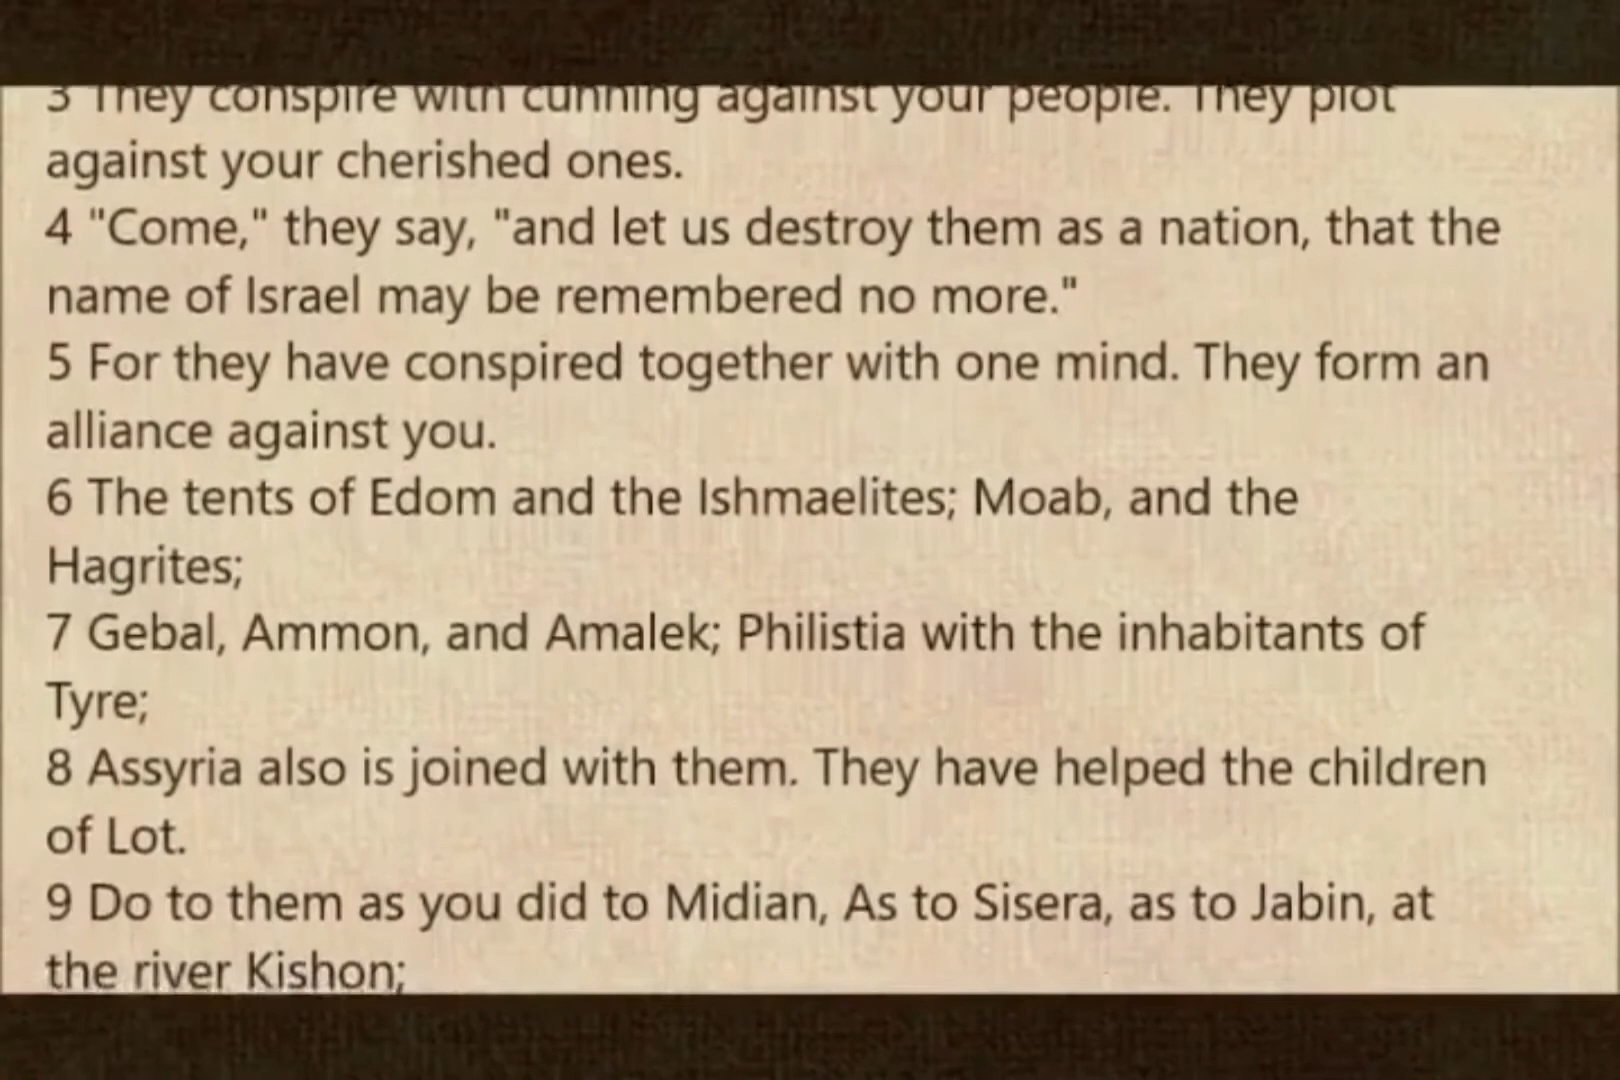 3 They conspire with cunning against your people. They plot
against your cherished ones.
4 "Come," they say, "and let us destroy them as a nation, that the
name of Israel may be remembered no more."
5 For they have conspired together with one mind. They form an
alliance against you.
6 The tents of Edom and the Ishmaelites; Moab, and the
Hagrites;
7 Gebal, Ammon, and Amalek; Philistia with the inhabitants of
Tyre;
8 Assyria also is joined with them. They have helped the children
of Lot.
9 Do to them as you did to Midian, As to Sisera, as to Jabin, at
the river Kishon;